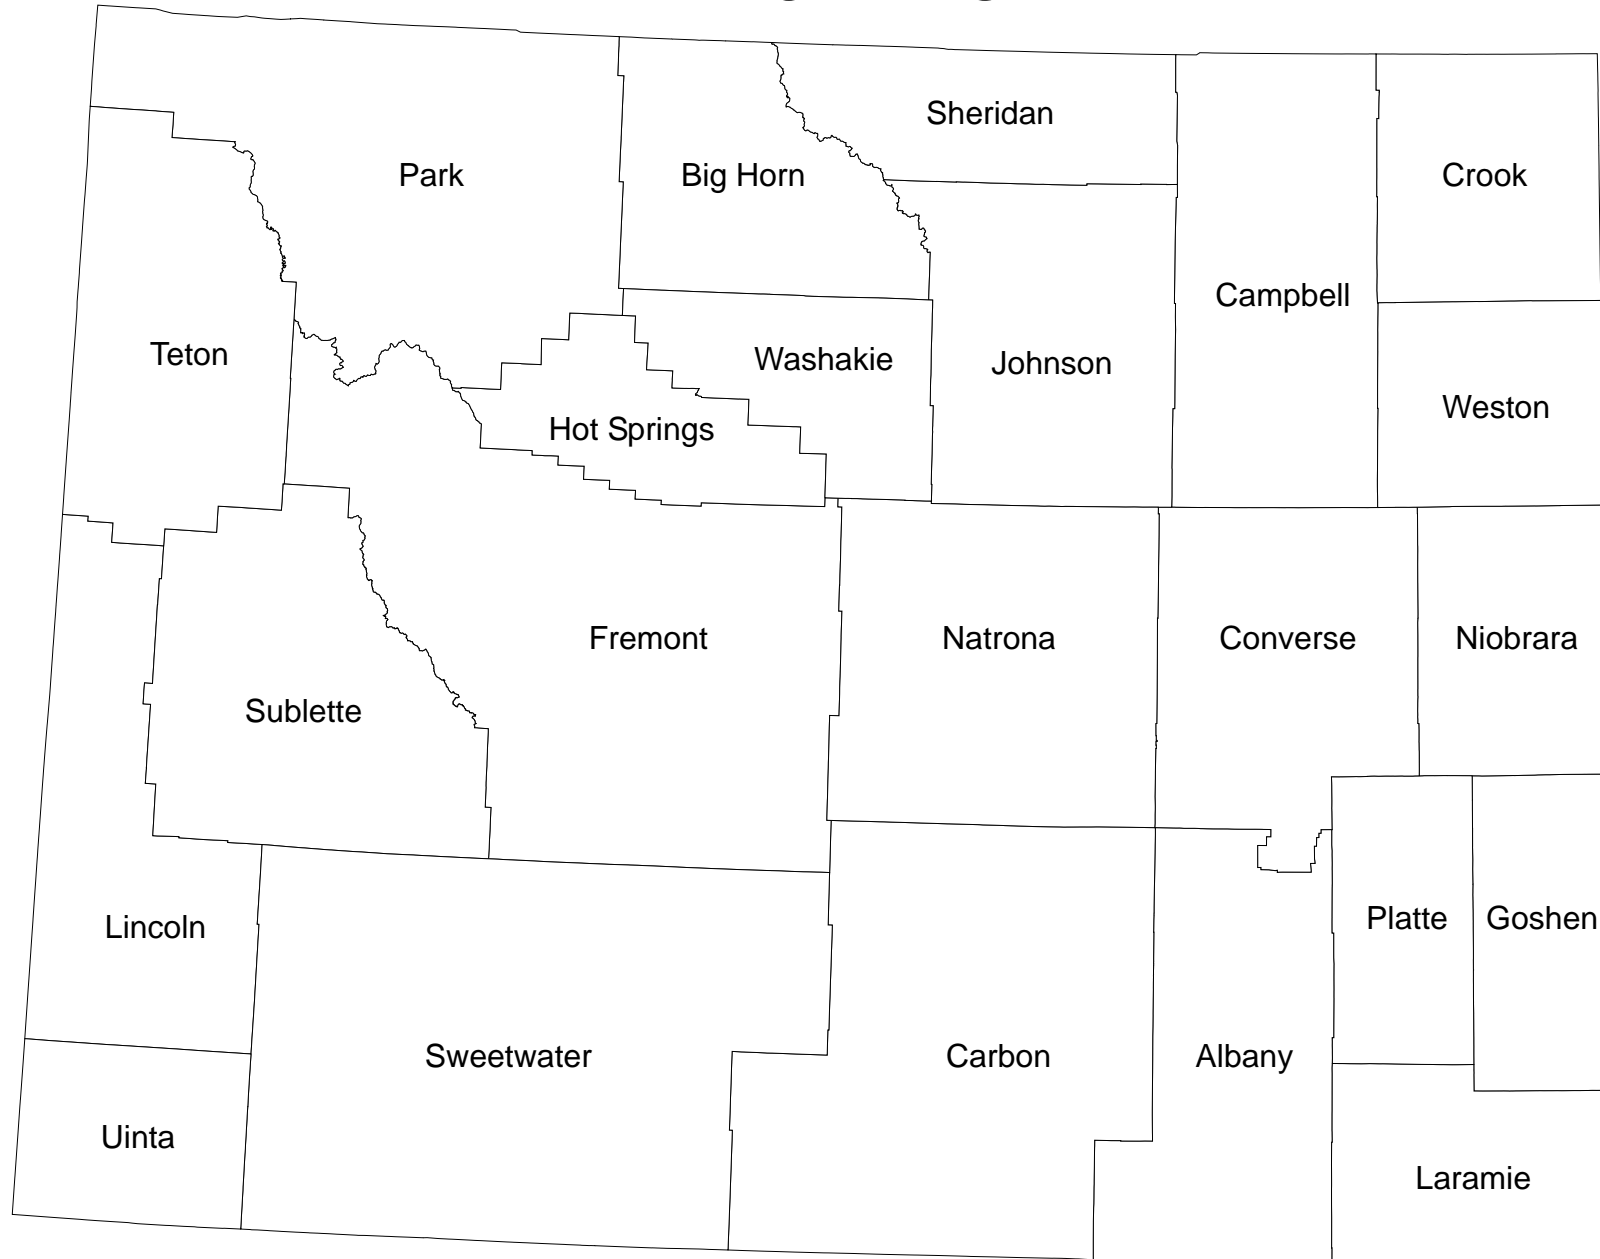 Sheridan
Park
Big Horn
Crook
Campbell
Teton
Washakie
Johnson
Weston
Hot Springs
Fremont
Natrona
Converse
Niobrara
Sublette
Lincoln
Platte
Goshen
Sweetwater
Carbon
Albany
Uinta
Laramie